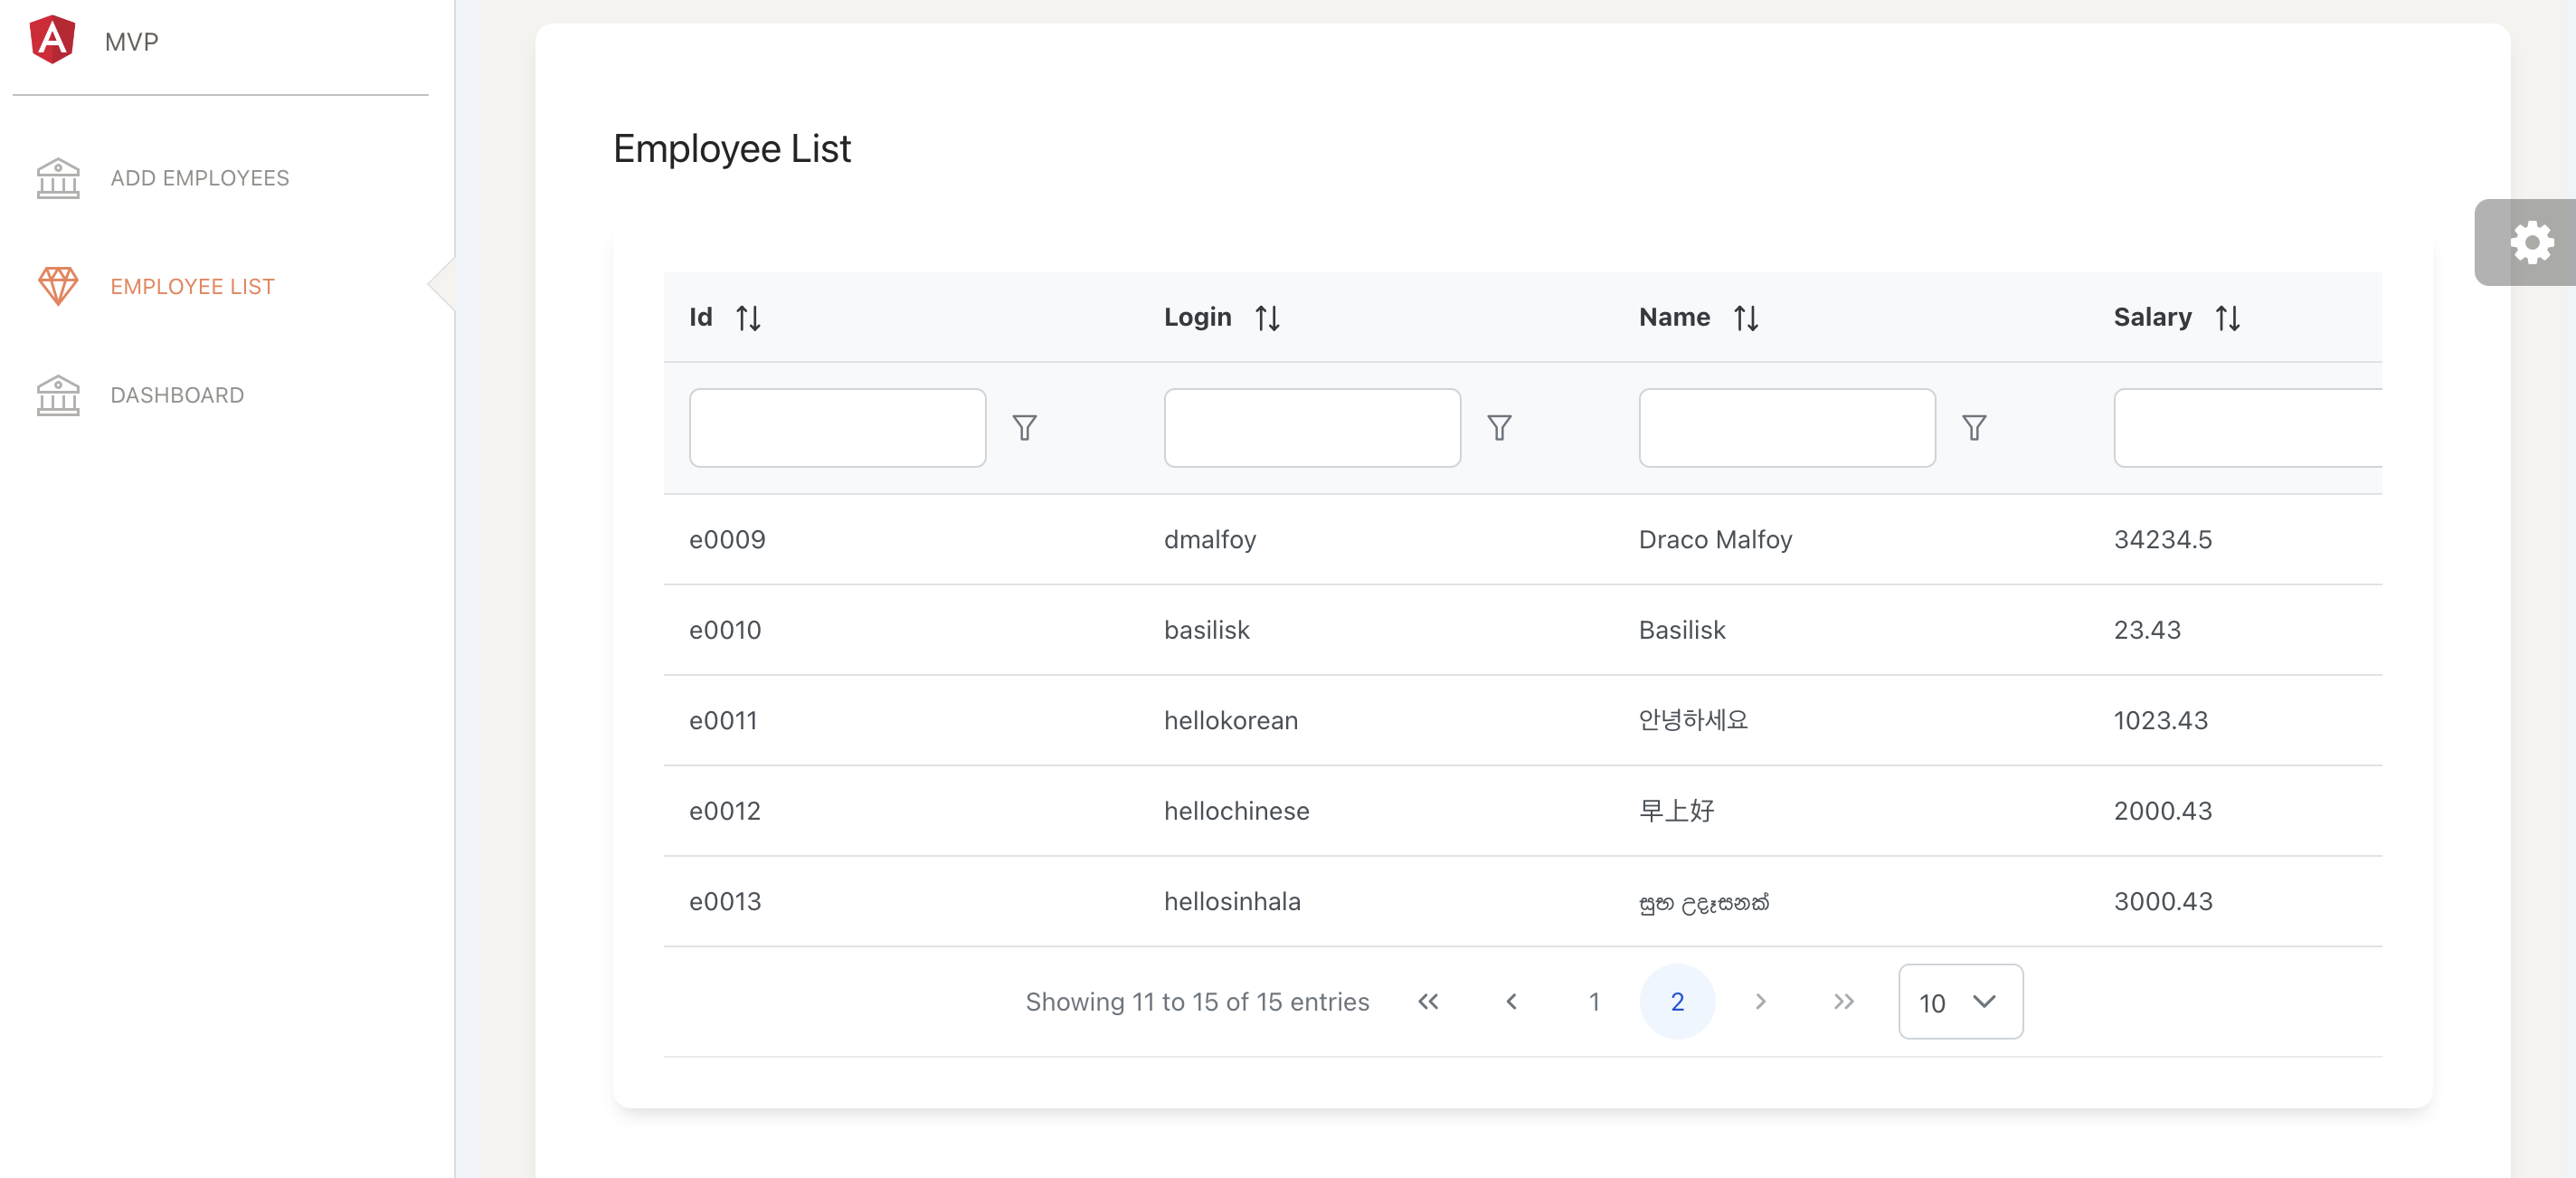 MVP
ADD EMPLOYEES
EMPLOYEE LIST
DASHBOARD
Employee List
Id Login Name Salary
e0009 dmalfoy Draco Malfoy 34234.5
e0010 basilisk Basilisk 23.43
e0011 hellokorean 안녕하세요 1023.43
e0012 hellochinese 早上好 2000.43
e0013 hellosinhala සුභ උදෑසනක් 3000.43
Showing 11 to 15 of 15 entries 1 2 10